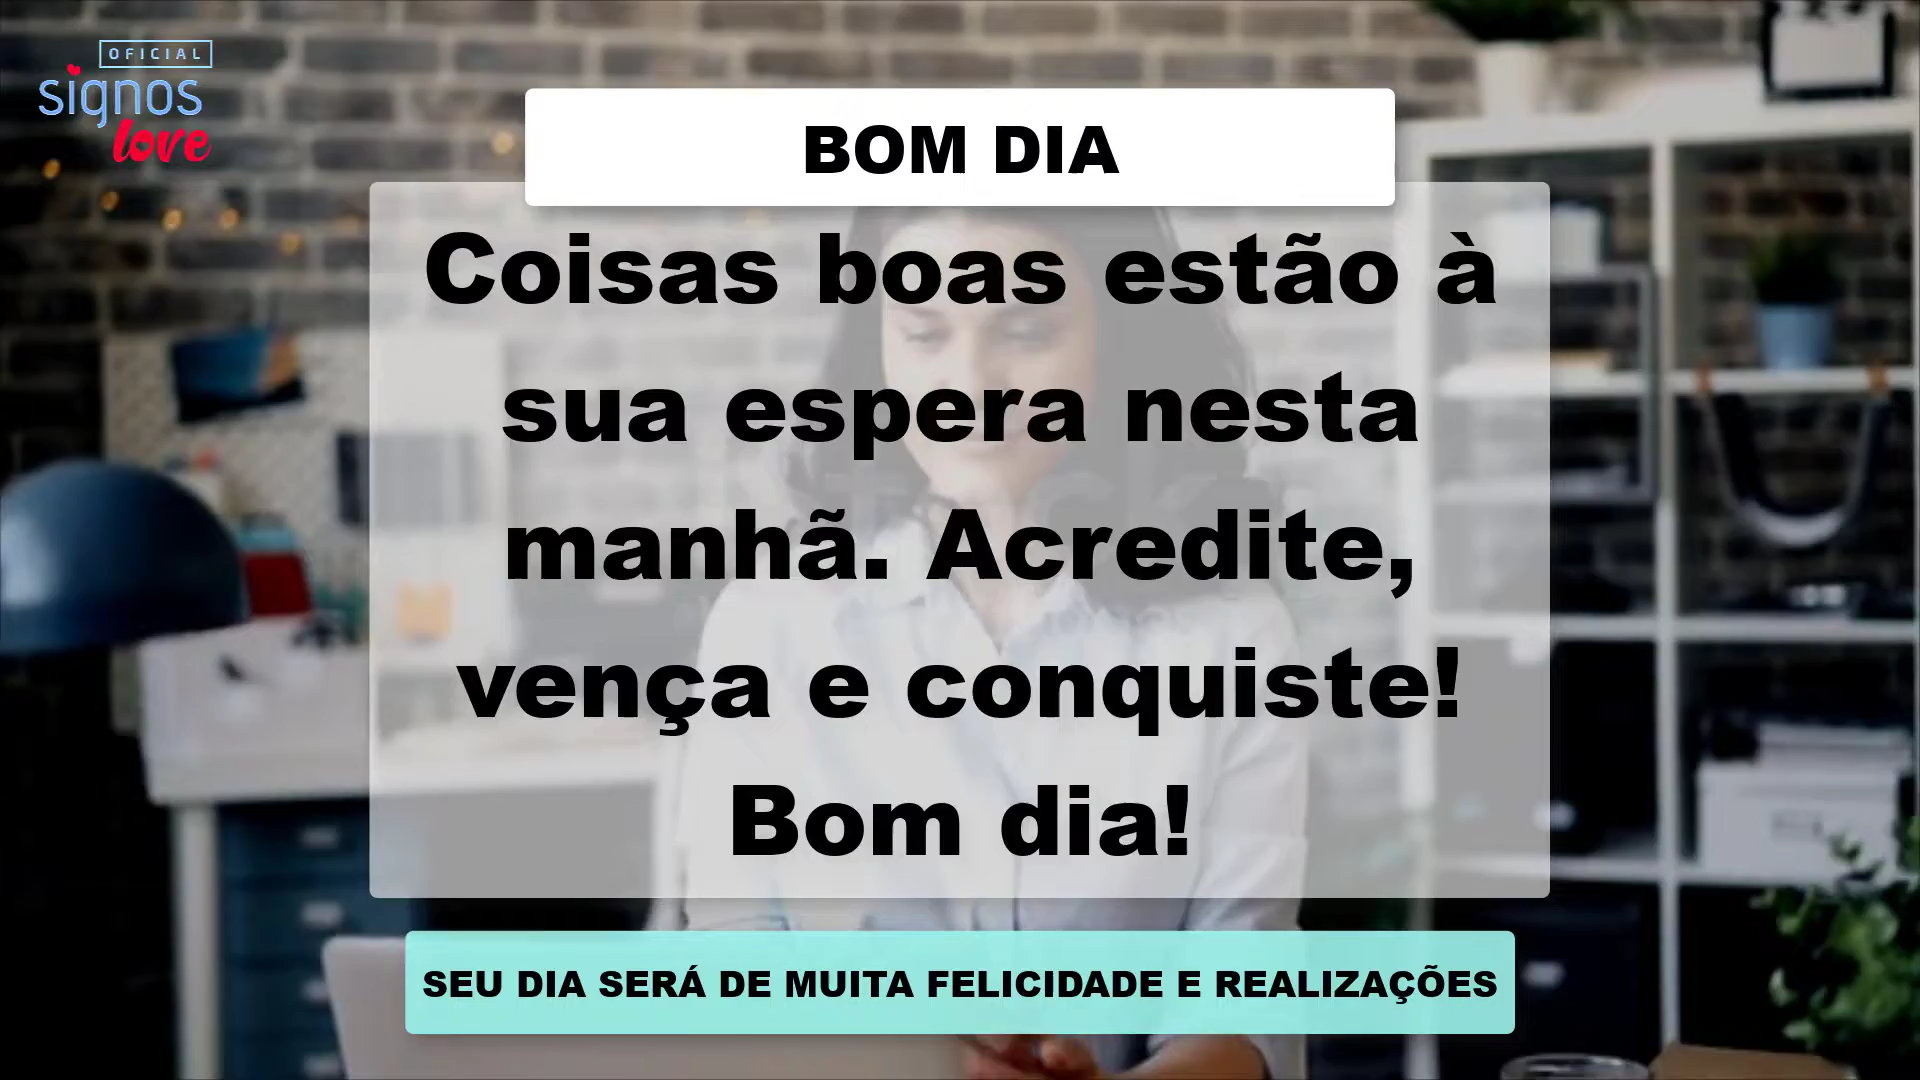 OFICIAL
signos
love
BOM DIA
Coisas boas estão à
sua espera nesta
manhã. Acredite,
vença e conquiste!
Bom dia!
SEU DIA SERÁ DE MUITA FELICIDADE E REALIZAÇÕES